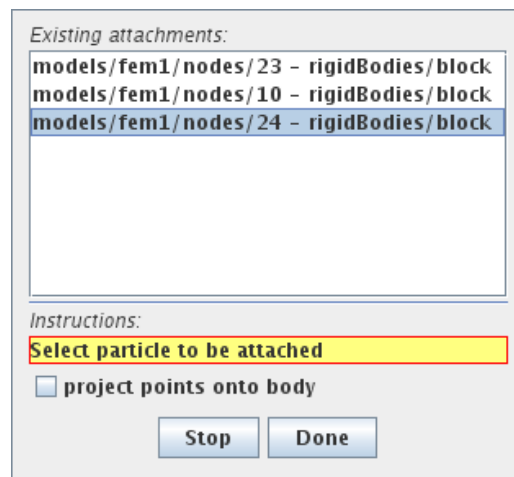 Existing attachments:
models/fem1/nodes/23 – rigidBodies/block
models/fem1/nodes/10 – rigidBodies/block
models/fem1/nodes/24 – rigidBodies/block
Instructions:
Select particle to be attached
project points onto body
Stop Done